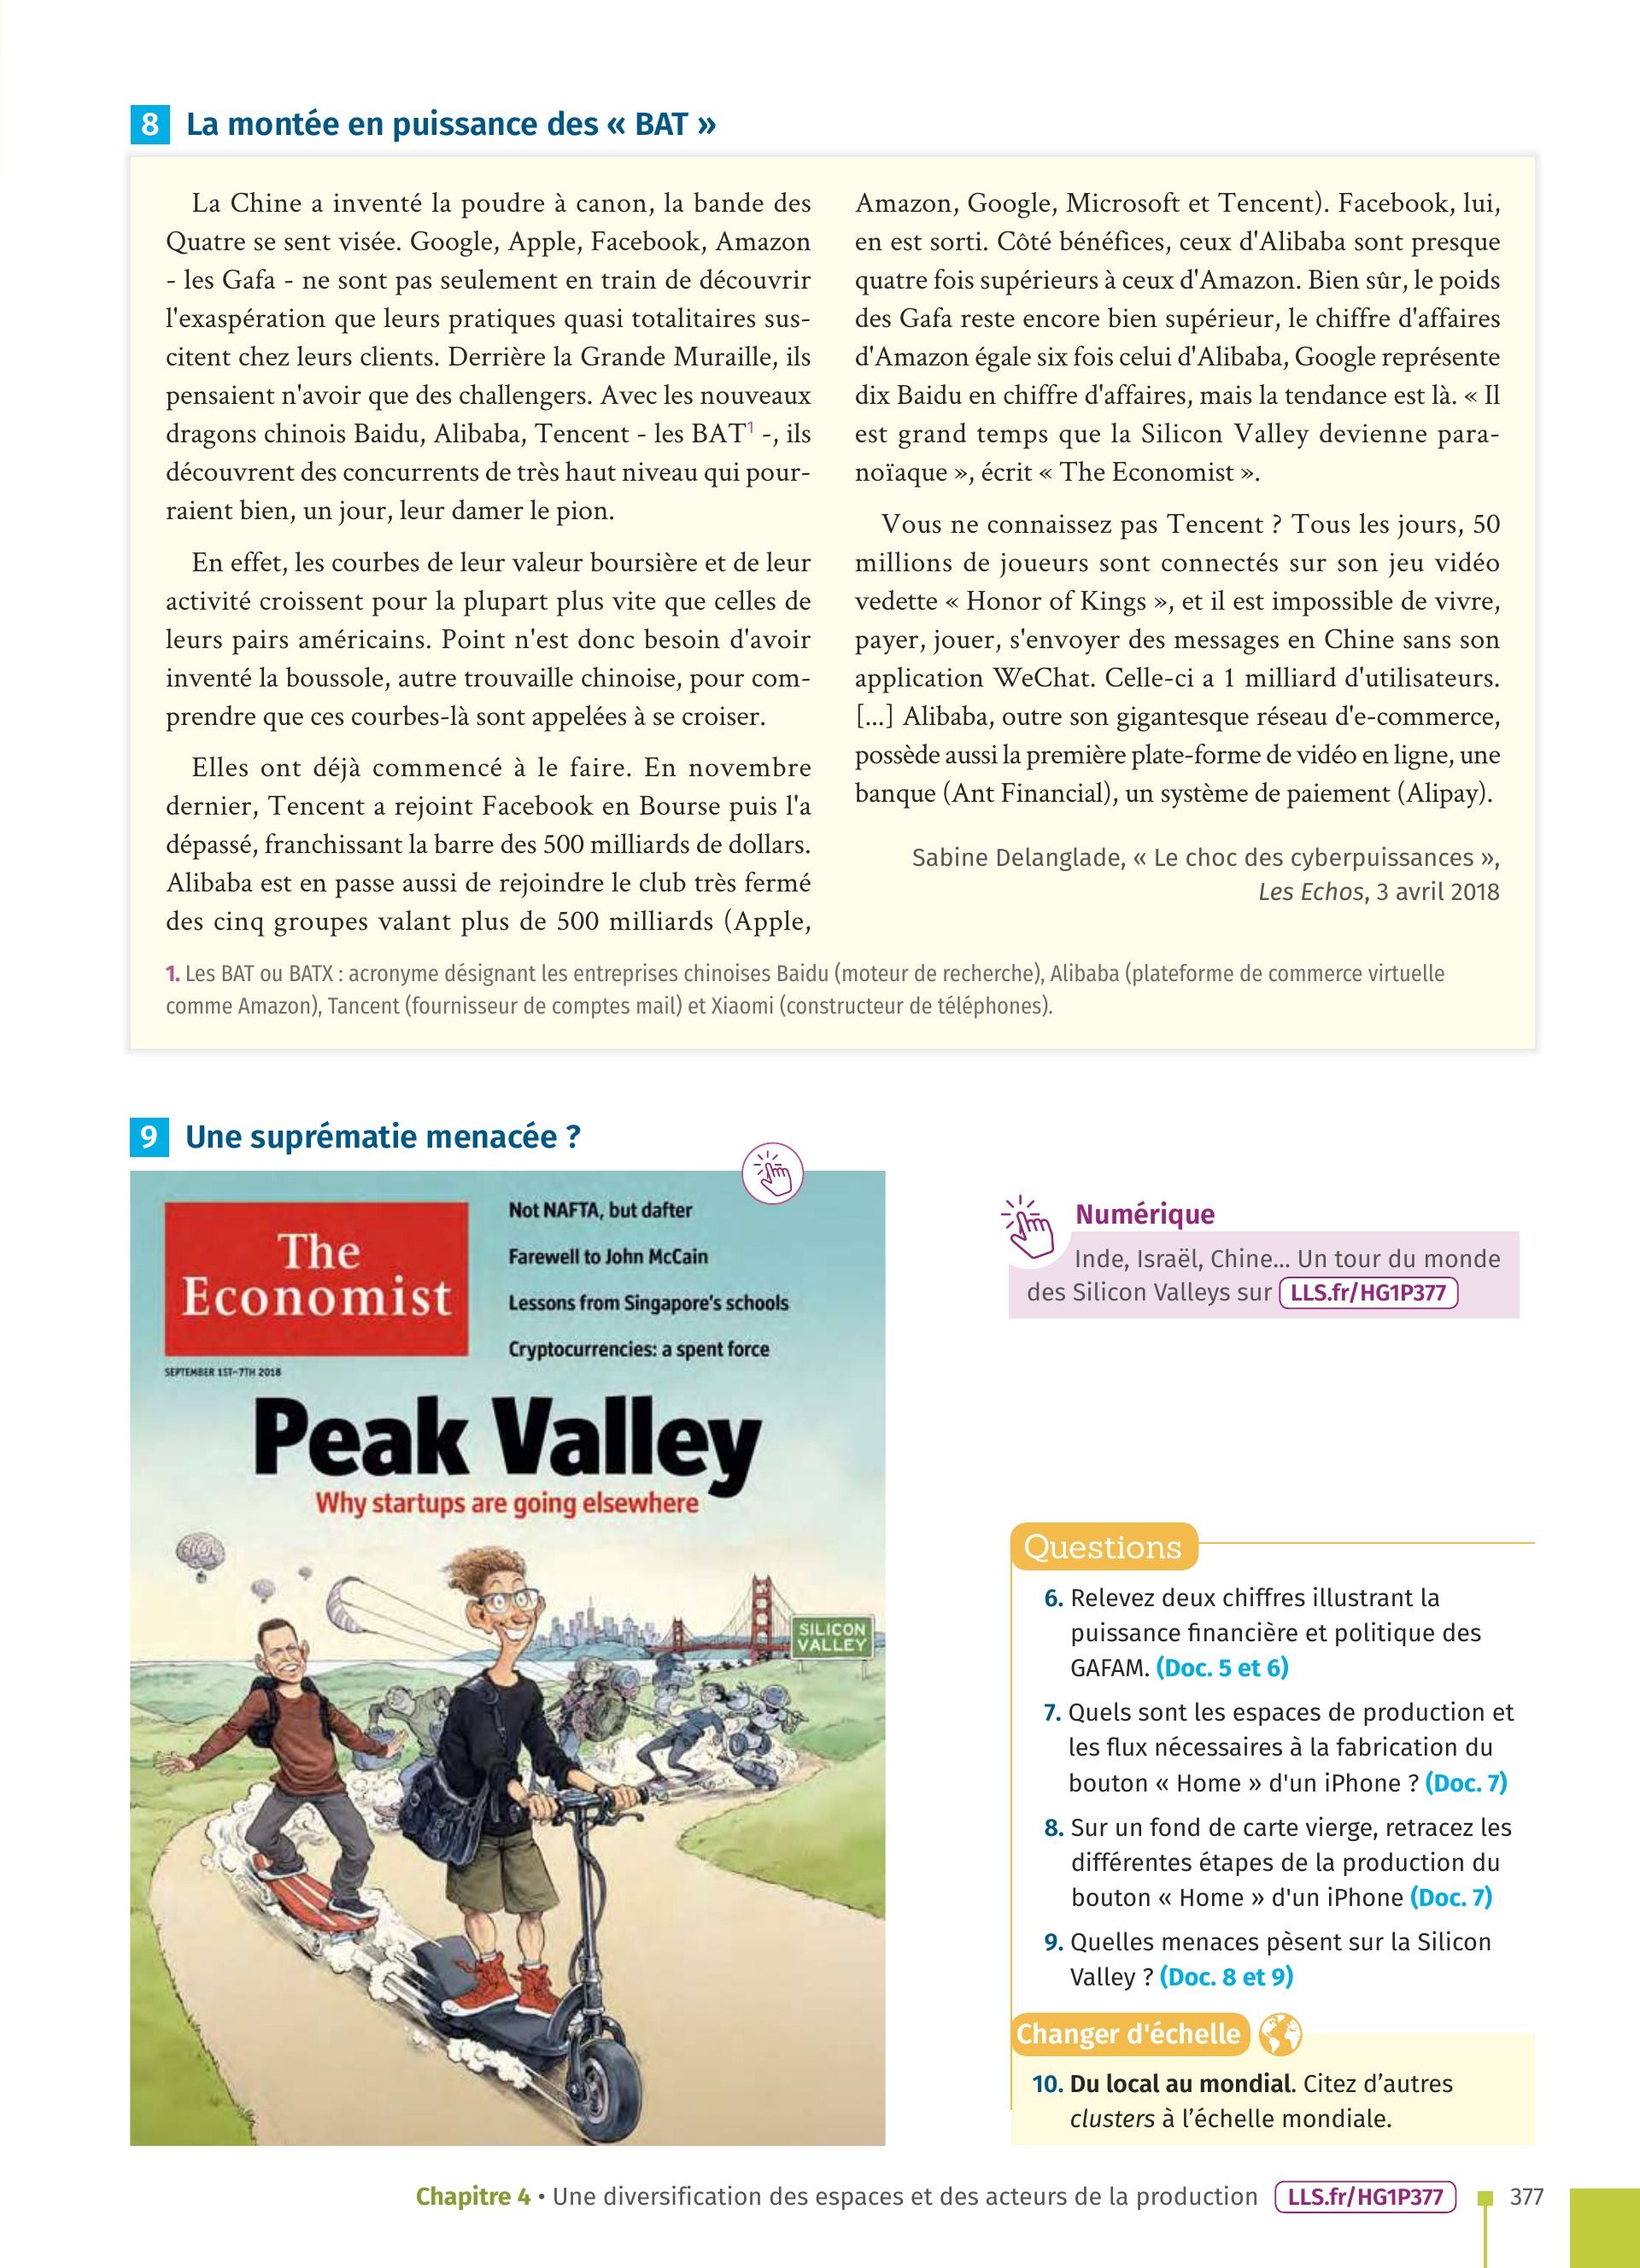 8 La montée en puissance des « BAT »
La Chine a inventé la poudre à canon, la bande des
Quatre se sent visée. Google, Apple, Facebook, Amazon
- les Gafa - ne sont pas seulement en train de découvrir
l'exaspération que leurs pratiques quasi totalitaires sus-
citent chez leurs clients. Derrière la Grande Muraille, ils
pensaient n'avoir que des challengers. Avec les nouveaux
dragons chinois Baidu, Alibaba, Tencent - les BAT1 -, ils
découvrent des concurrents de très haut niveau qui pour-
raient bien, un jour, leur damer le pion.
En effet, les courbes de leur valeur boursière et de leur
activité croissent pour la plupart plus vite que celles de
leurs pairs américains. Point n'est donc besoin d'avoir
inventé la boussole, autre trouvaille chinoise, pour com-
prendre que ces courbes-là sont appelées à se croiser.
Elles ont déjà commencé à le faire. En novembre
dernier, Tencent a rejoint Facebook en Bourse puis l'a
dépassé, franchissant la barre des 500 milliards de dollars.
Alibaba est en passe aussi de rejoindre le club très fermé
des cinq groupes valant plus de 500 milliards (Apple,
Amazon, Google, Microsoft et Tencent). Facebook, lui,
en est sorti. Côté bénéfices, ceux d'Alibaba sont presque
quatre fois supérieurs à ceux d'Amazon. Bien sûr, le poids
des Gafa reste encore bien supérieur, le chiffre d'affaires
d'Amazon égale six fois celui d'Alibaba, Google représente
dix Baidu en chiffre d'affaires, mais la tendance est là. « Il
est grand temps que la Silicon Valley devienne para-
noïaque », écrit « The Economist ».
Vous ne connaissez pas Tencent ? Tous les jours, 50
millions de joueurs sont connectés sur son jeu vidéo
vedette « Honor of Kings », et il est impossible de vivre,
payer, jouer, s'envoyer des messages en Chine sans son
application WeChat. Celle-ci a 1 milliard d'utilisateurs.
[...] Alibaba, outre son gigantesque réseau d'e-commerce,
possède aussi la première plate-forme de vidéo en ligne, une
banque (Ant Financial), un système de paiement (Alipay).
Sabine Delanglade, « Le choc des cyberpuissances »,
Les Echos, 3 avril 2018
1. Les BAT ou BATX : acronyme désignant les entreprises chinoises Baidu (moteur de recherche), Alibaba (plateforme de commerce virtuelle
comme Amazon), Tancent (fournisseur de comptes mail) et Xiaomi (constructeur de téléphones).
9 Une suprématie menacée ?
The
Economist
SEPTEMBER 1ST–7TH 2018
Not NAFTA, but dafter
Farewell to John McCain
Lessons from Singapore's schools
Cryptocurrencies: a spent force
Peak Valley
Why startups are going elsewhere
SILICON
VALLEY
Numérique
Inde, Israël, Chine... Un tour du monde
des Silicon Valleys sur LLS.fr/HG1P377
Questions
6. Relevez deux chiffres illustrant la
puissance financière et politique des
GAFAM. (Doc. 5 et 6)
7. Quels sont les espaces de production et
les flux nécessaires à la fabrication du
bouton « Home » d'un iPhone ? (Doc. 7)
8. Sur un fond de carte vierge, retracez les
différentes étapes de la production du
bouton « Home » d'un iPhone (Doc. 7)
9. Quelles menaces pèsent sur la Silicon
Valley ? (Doc. 8 et 9)
Changer d'échelle
10. Du local au mondial. Citez d'autres
clusters à l'échelle mondiale.
Chapitre 4 • Une diversification des espaces et des acteurs de la production LLS.fr/HG1P377 377